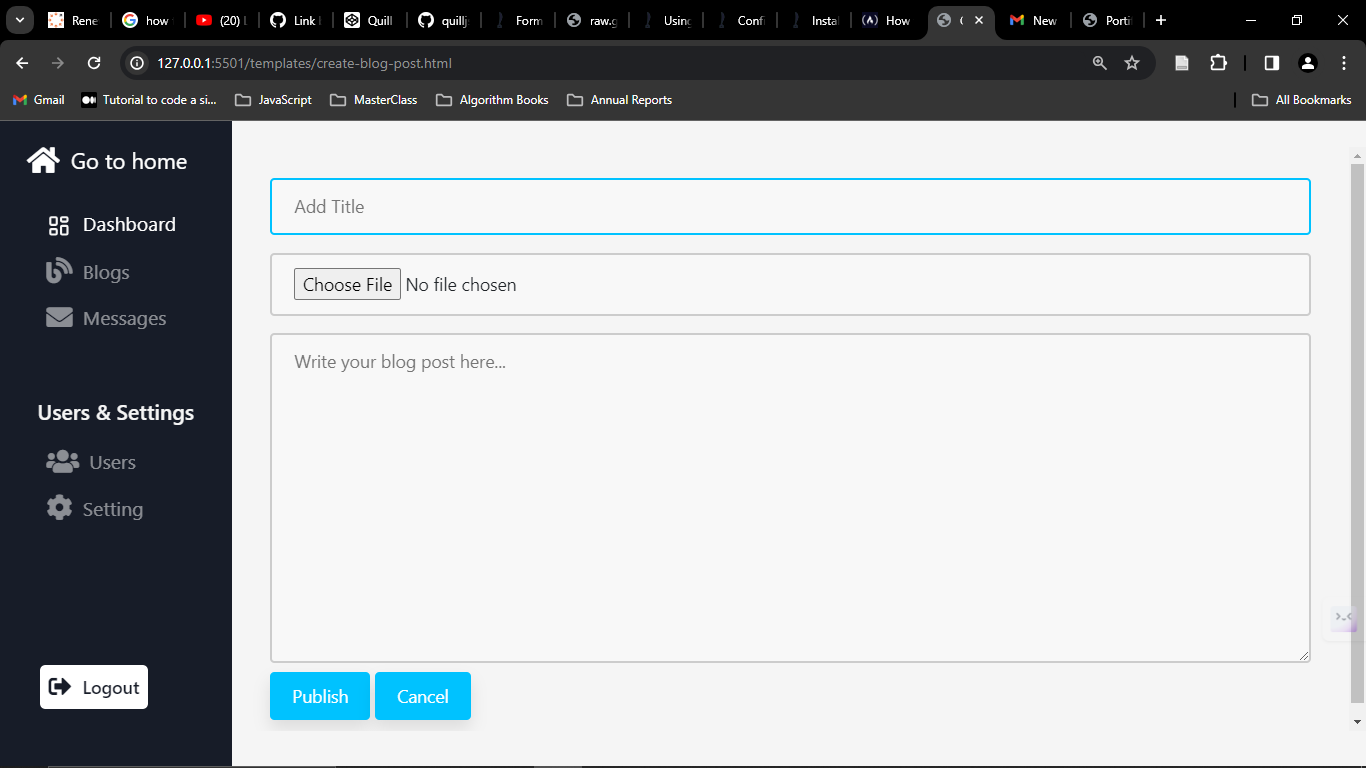 Rene
how
(20) L
Link
Quill
quillj
Form
raw.g
Using
Confi
Instal
(A)
How
New
127.0.0.1:5501/templates/create-blog-post.html
Gmail
Tutorial to code a si...
JavaScript
MasterClass
Algorithm Books
Annual Reports
All Bookmarks
Go to home
Dashboard
Blogs
Messages
Users & Settings
Users
Setting
Logout
Add Title
Choose File No file chosen
Write your blog post here...
Publish
Cancel